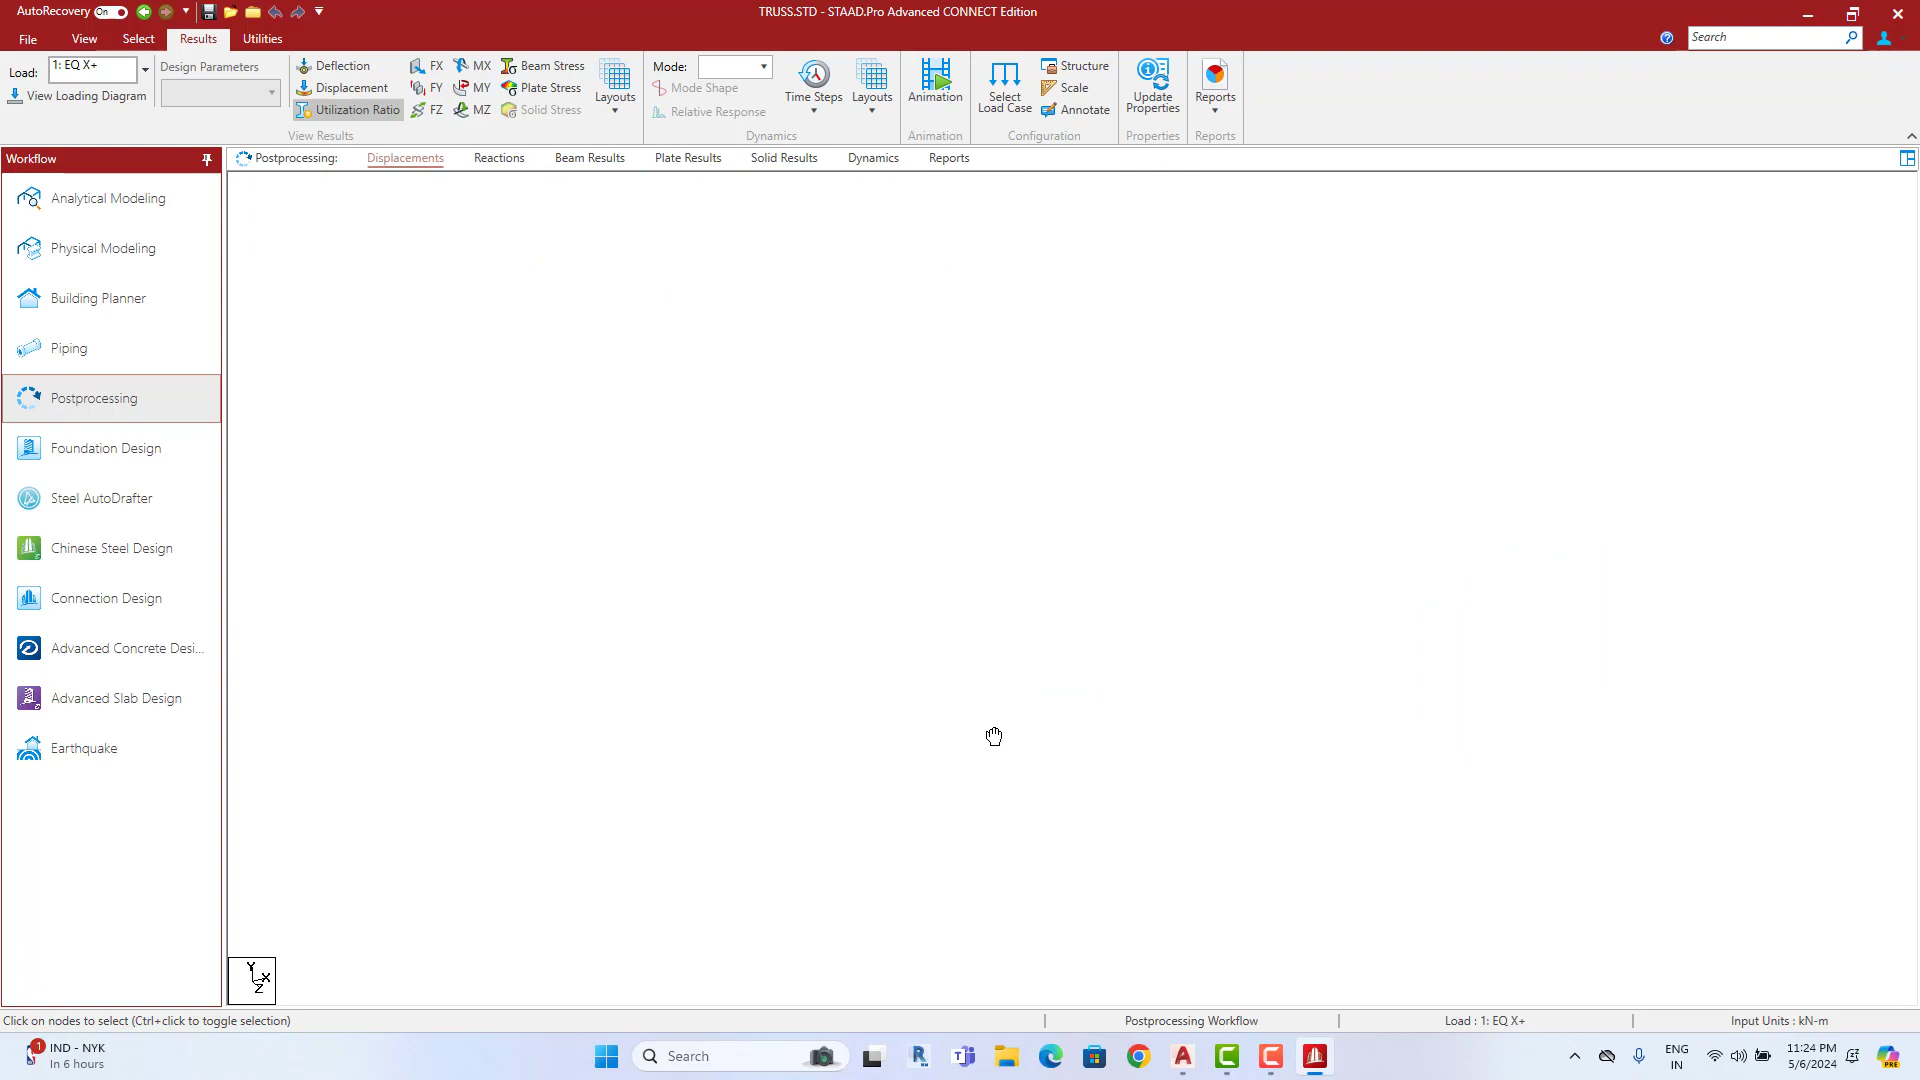 AutoRecovery On
TRUSS.STD - STAAD.Pro Advanced CONNECT Edition
File View Select Results Utilities
Search
Load: 1: EQ X+
View Loading Diagram
Design Parameters
Deflection
Displacement
Utilization Ratio
FX
FY
FZ
MX
MY
MZ
Beam Stress
Plate Stress
Solid Stress
Layouts
View Results
Mode:
Mode Shape
Relative Response
Time Steps
Layouts
Dynamics
Animation
Animation
Select Load Case
Structure
Scale
Annotate
Configuration
Update Properties
Properties
Reports
Reports
Workflow
Postprocessing: Displacements Reactions Beam Results Plate Results Solid Results Dynamics Reports
Analytical Modeling
Physical Modeling
Building Planner
Piping
Postprocessing
Foundation Design
Steel AutoDrafter
Chinese Steel Design
Connection Design
Advanced Concrete Desi...
Advanced Slab Design
Earthquake
Y
X
Z
Click on nodes to select (Ctrl+click to toggle selection)
Postprocessing Workflow
Load : 1: EQ X+
Input Units : kN-m
1
IND - NYK
In 6 hours
Search
ENG
IN
11:24 PM
5/6/2024
PRE